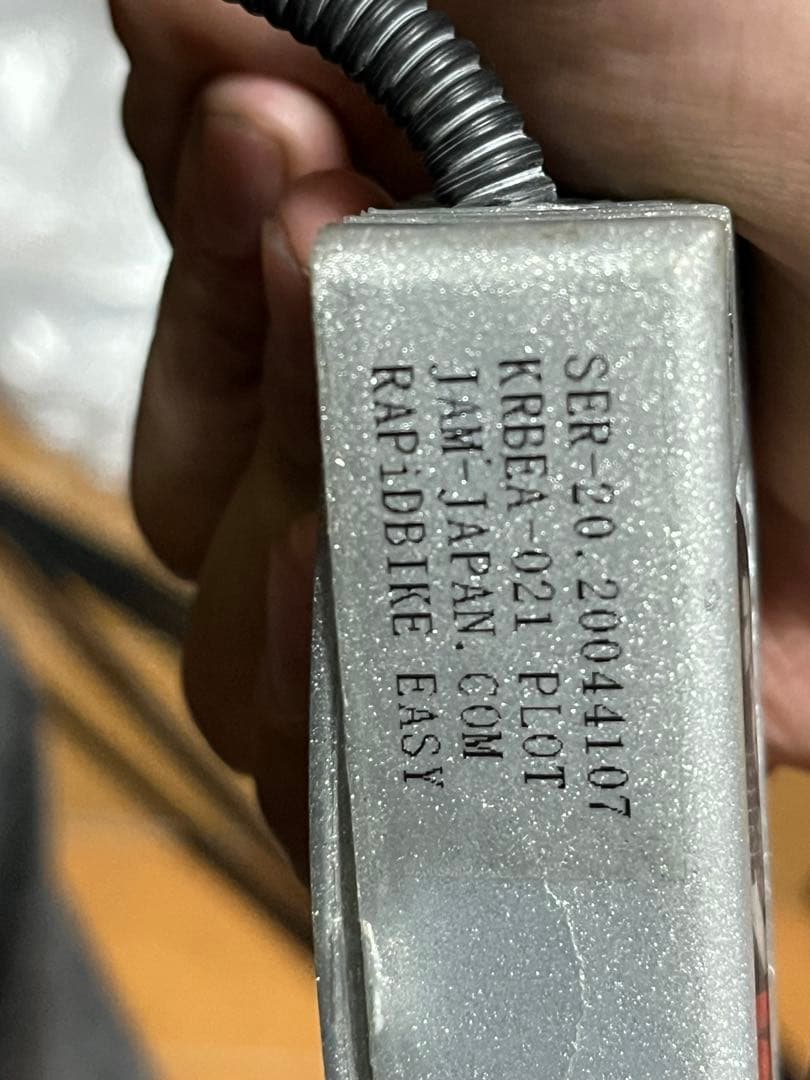 SER-20.20044107
KRBEA-021 PLOT
JAM-JAPAN.COM
RAPiDBIKE EASY